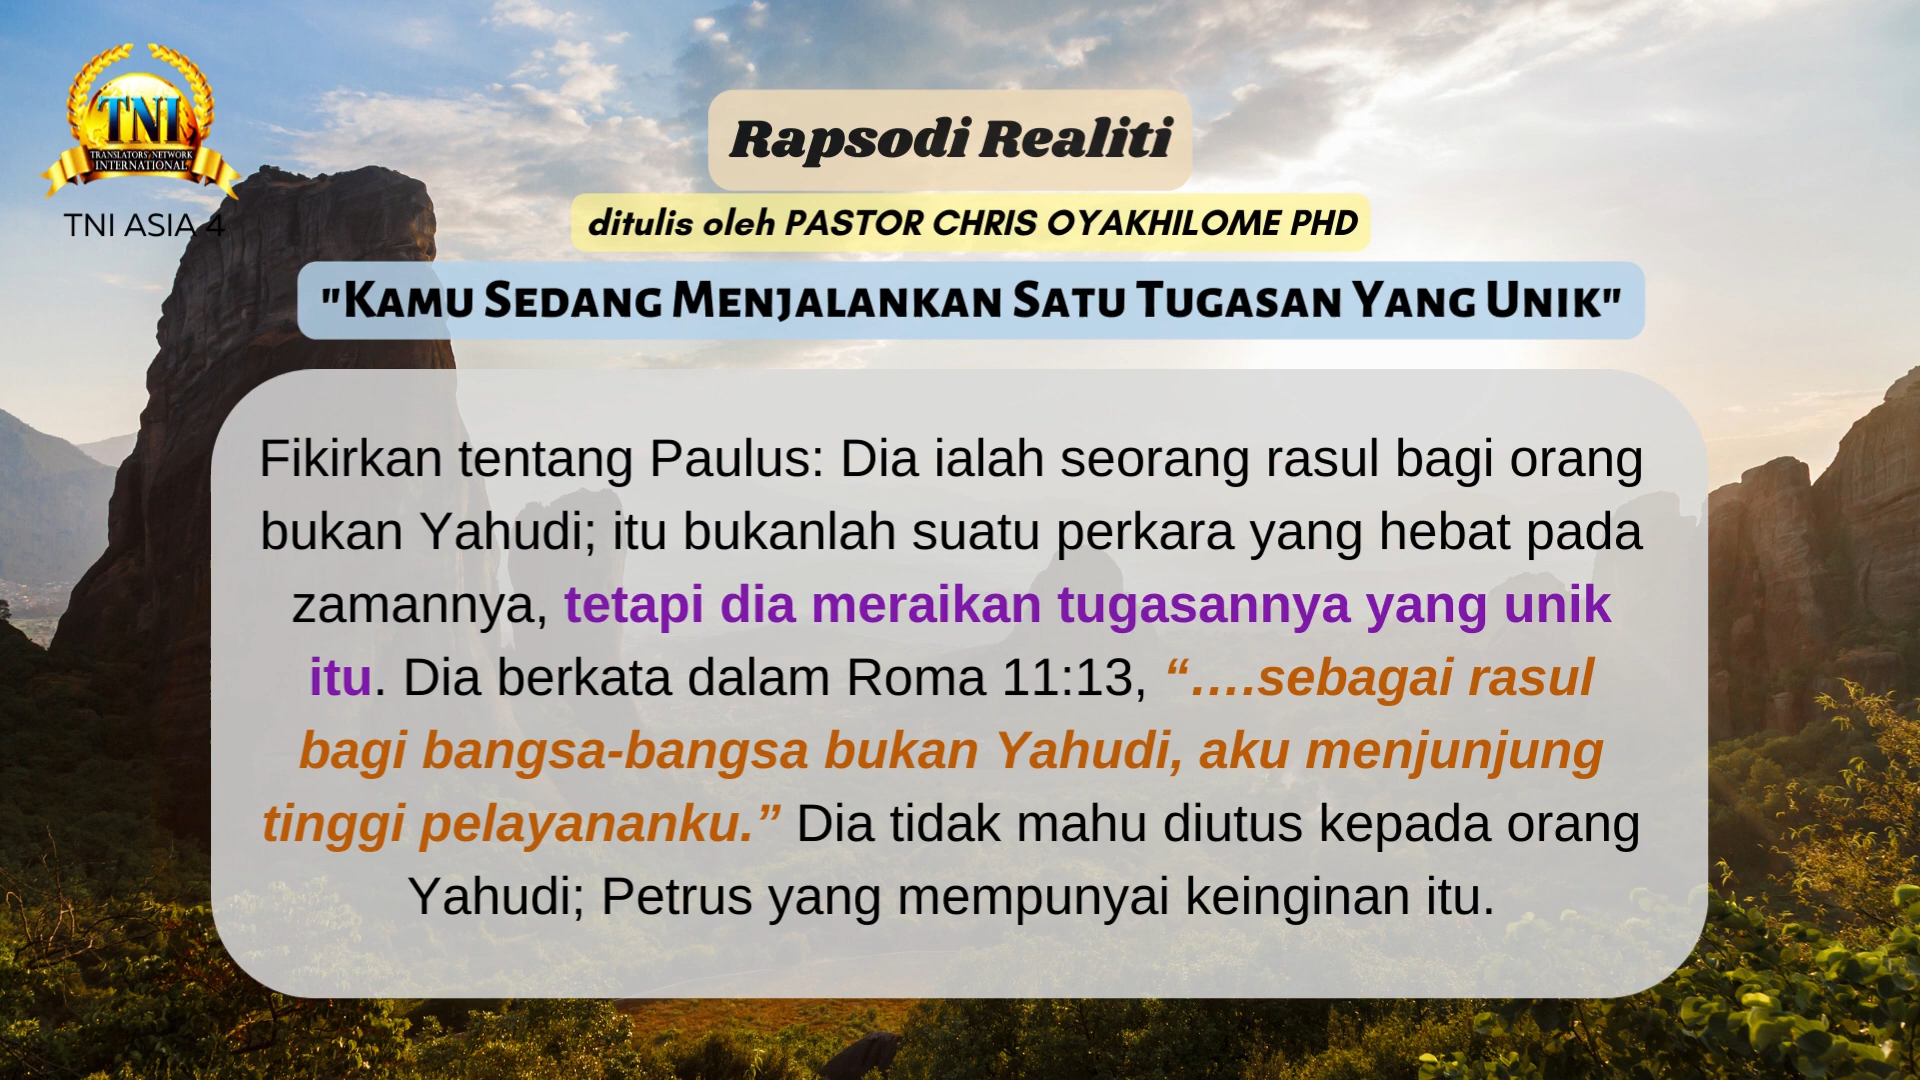 TNI
TRANSLATORS NETWORK
INTERNATIONAL
TNI ASIA 4
Rapsodi Realiti
ditulis oleh PASTOR CHRIS OYAKHILOME PHD
"Kamu Sedang Menjalankan Satu Tugasan Yang Unik"
Fikirkan tentang Paulus: Dia ialah seorang rasul bagi orang
bukan Yahudi; itu bukanlah suatu perkara yang hebat pada
zamannya, tetapi dia meraikan tugasannya yang unik
itu. Dia berkata dalam Roma 11:13, “….sebagai rasul
bagi bangsa-bangsa bukan Yahudi, aku menjunjung
tinggi pelayananku.” Dia tidak mahu diutus kepada orang
Yahudi; Petrus yang mempunyai keinginan itu.